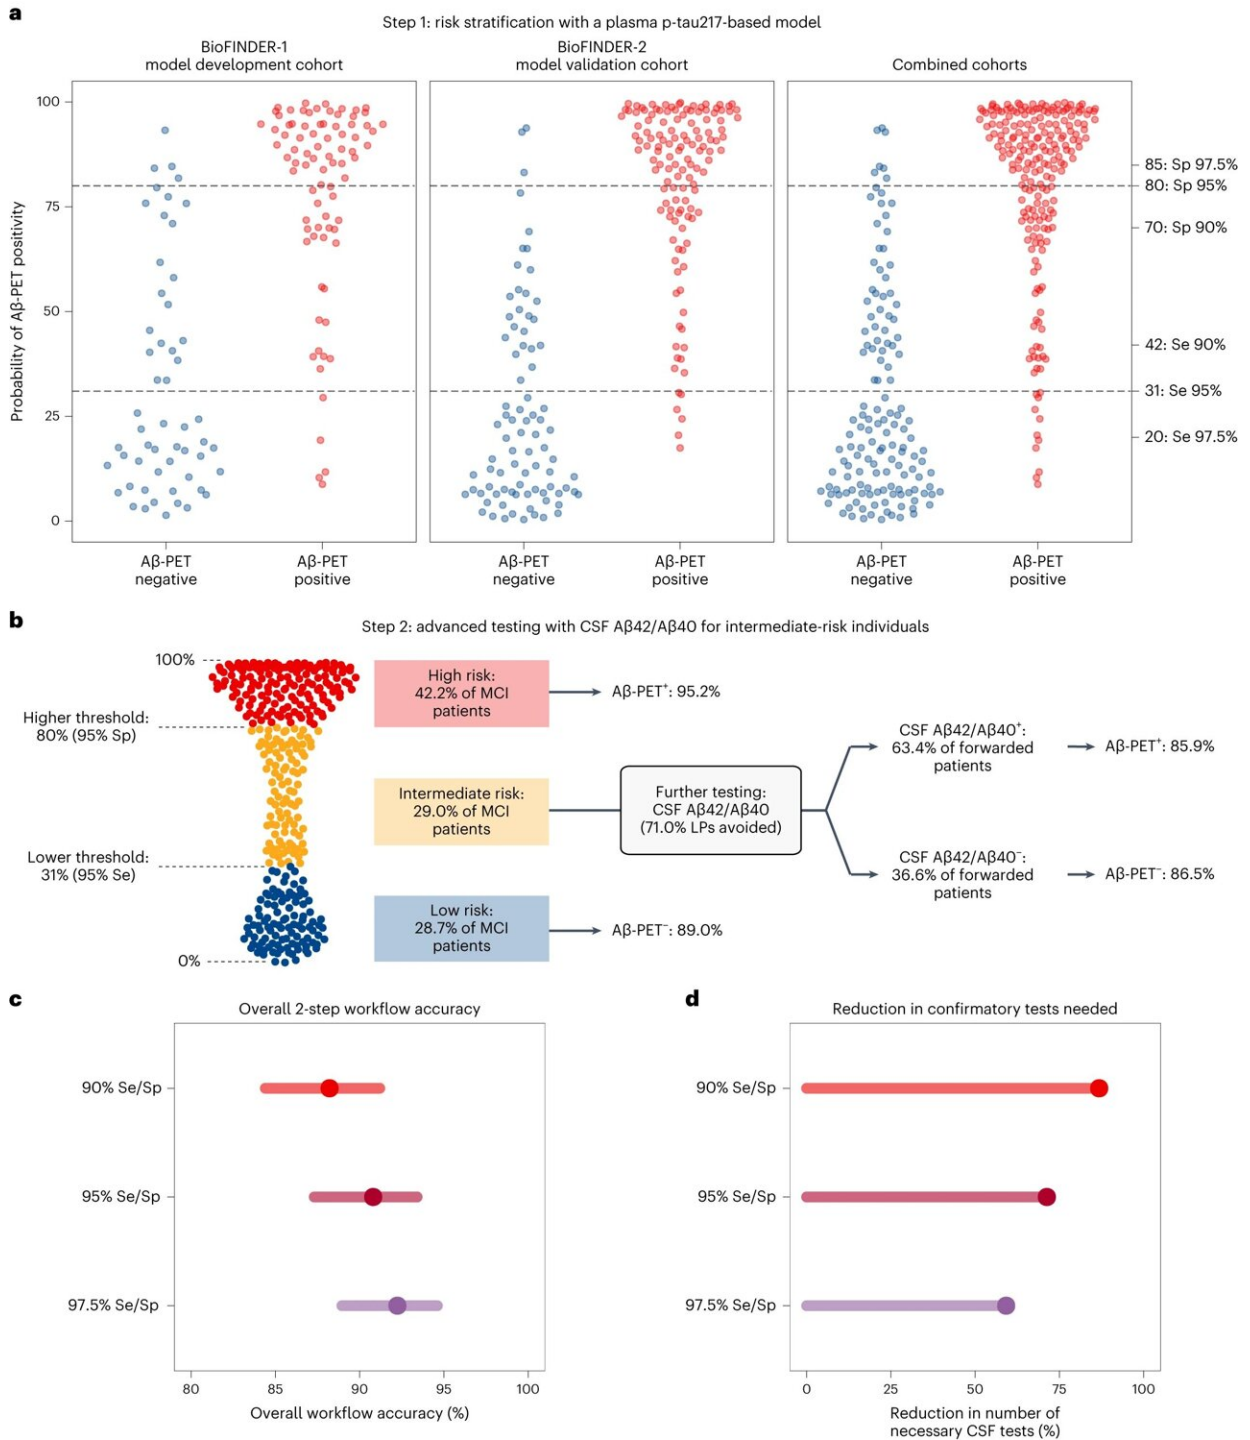 a
Step 1: risk stratification with a plasma p-tau217-based model
BioFINDER-1
model development cohort
BioFINDER-2
model validation cohort
Combined cohorts
Probability of Aβ-PET positivity
100
75
50
25
0
85: Sp 97.5%
80: Sp 95%
70: Sp 90%
42: Se 90%
31: Se 95%
20: Se 97.5%
Aβ-PET
negative
Aβ-PET
positive
Aβ-PET
negative
Aβ-PET
positive
Aβ-PET
negative
Aβ-PET
positive
b
Step 2: advanced testing with CSF Aβ42/Aβ40 for intermediate-risk individuals
100%
Higher threshold:
80% (95% Sp)
Lower threshold:
31% (95% Se)
0%
High risk:
42.2% of MCI
patients
Aβ-PET⁺: 95.2%
Intermediate risk:
29.0% of MCI
patients
Further testing:
CSF Aβ42/Aβ40
(71.0% LPs avoided)
CSF Aβ42/Aβ40⁺:
63.4% of forwarded
patients
Aβ-PET⁺: 85.9%
CSF Aβ42/Aβ40⁻:
36.6% of forwarded
patients
Aβ-PET⁻: 86.5%
Low risk:
28.7% of MCI
patients
Aβ-PET⁻: 89.0%
c
Overall 2-step workflow accuracy
90% Se/Sp
95% Se/Sp
97.5% Se/Sp
80
85
90
95
100
Overall workflow accuracy (%)
d
Reduction in confirmatory tests needed
90% Se/Sp
95% Se/Sp
97.5% Se/Sp
0
25
50
75
100
Reduction in number of
necessary CSF tests (%)